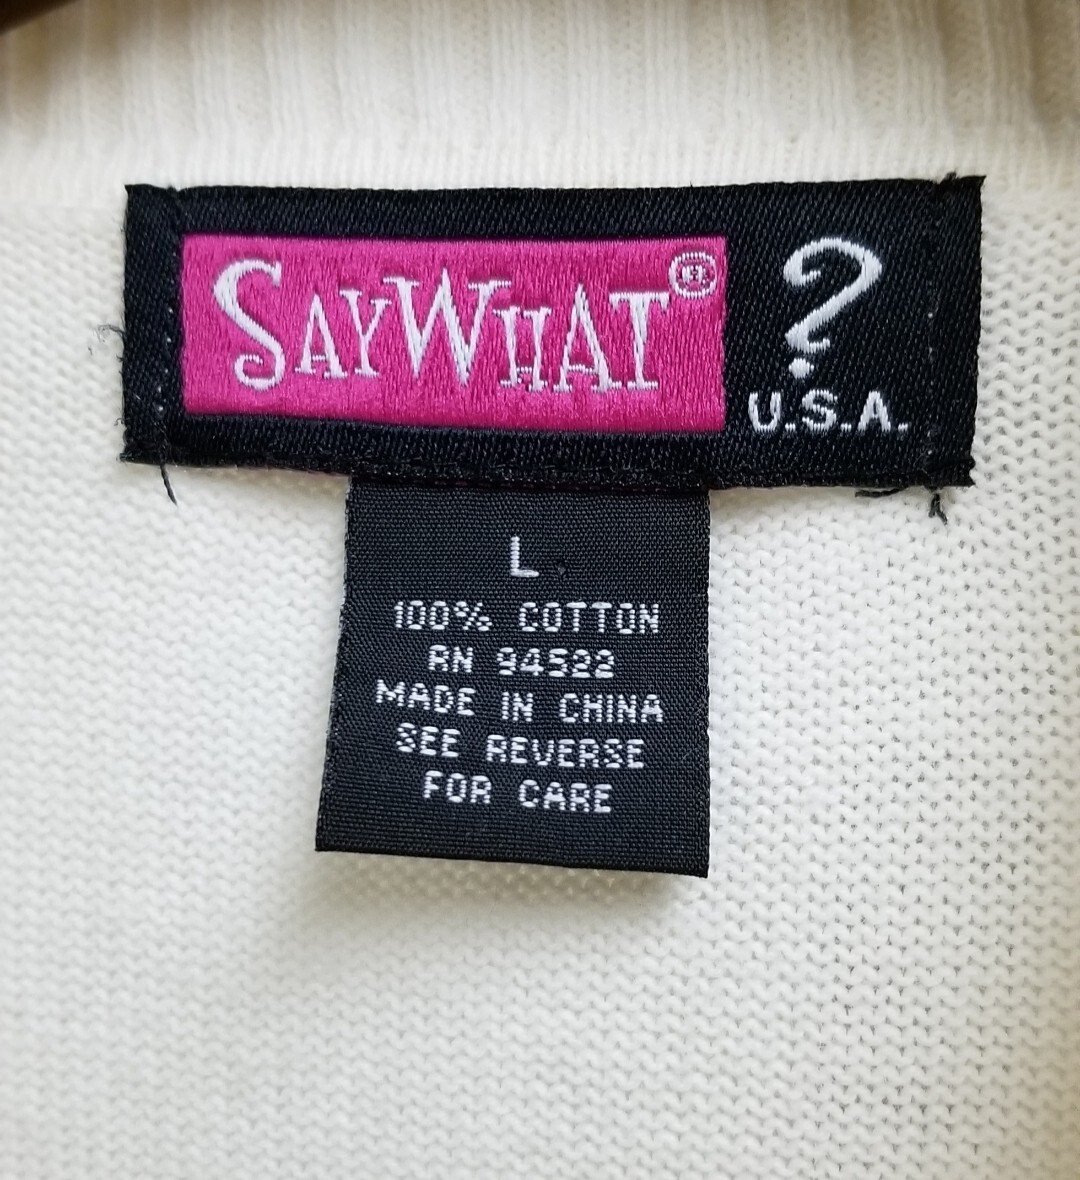 SAYWHAT® ?
U.S.A.
L
100% COTTON
RN 94522
MADE IN CHINA
SEE REVERSE
FOR CARE